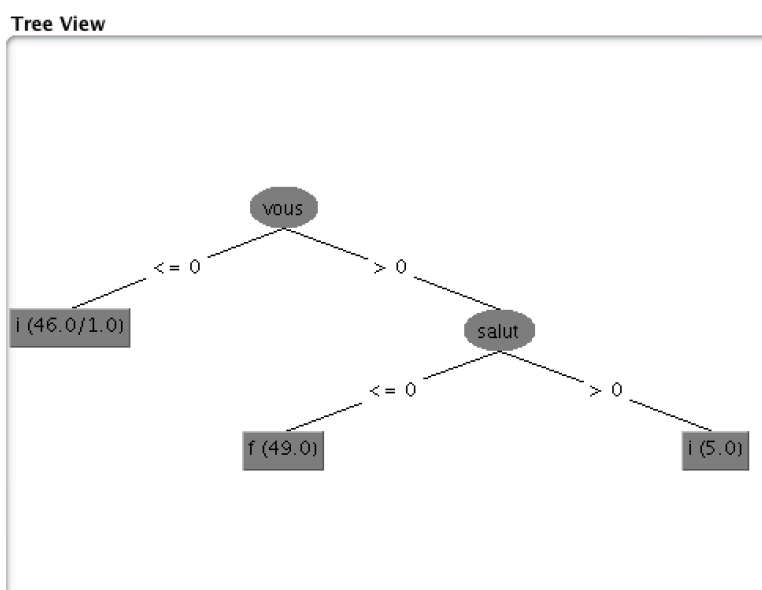 Tree View
vous
<= 0
> 0
i (46.0/1.0)
salut
<= 0
> 0
f (49.0)
i (5.0)